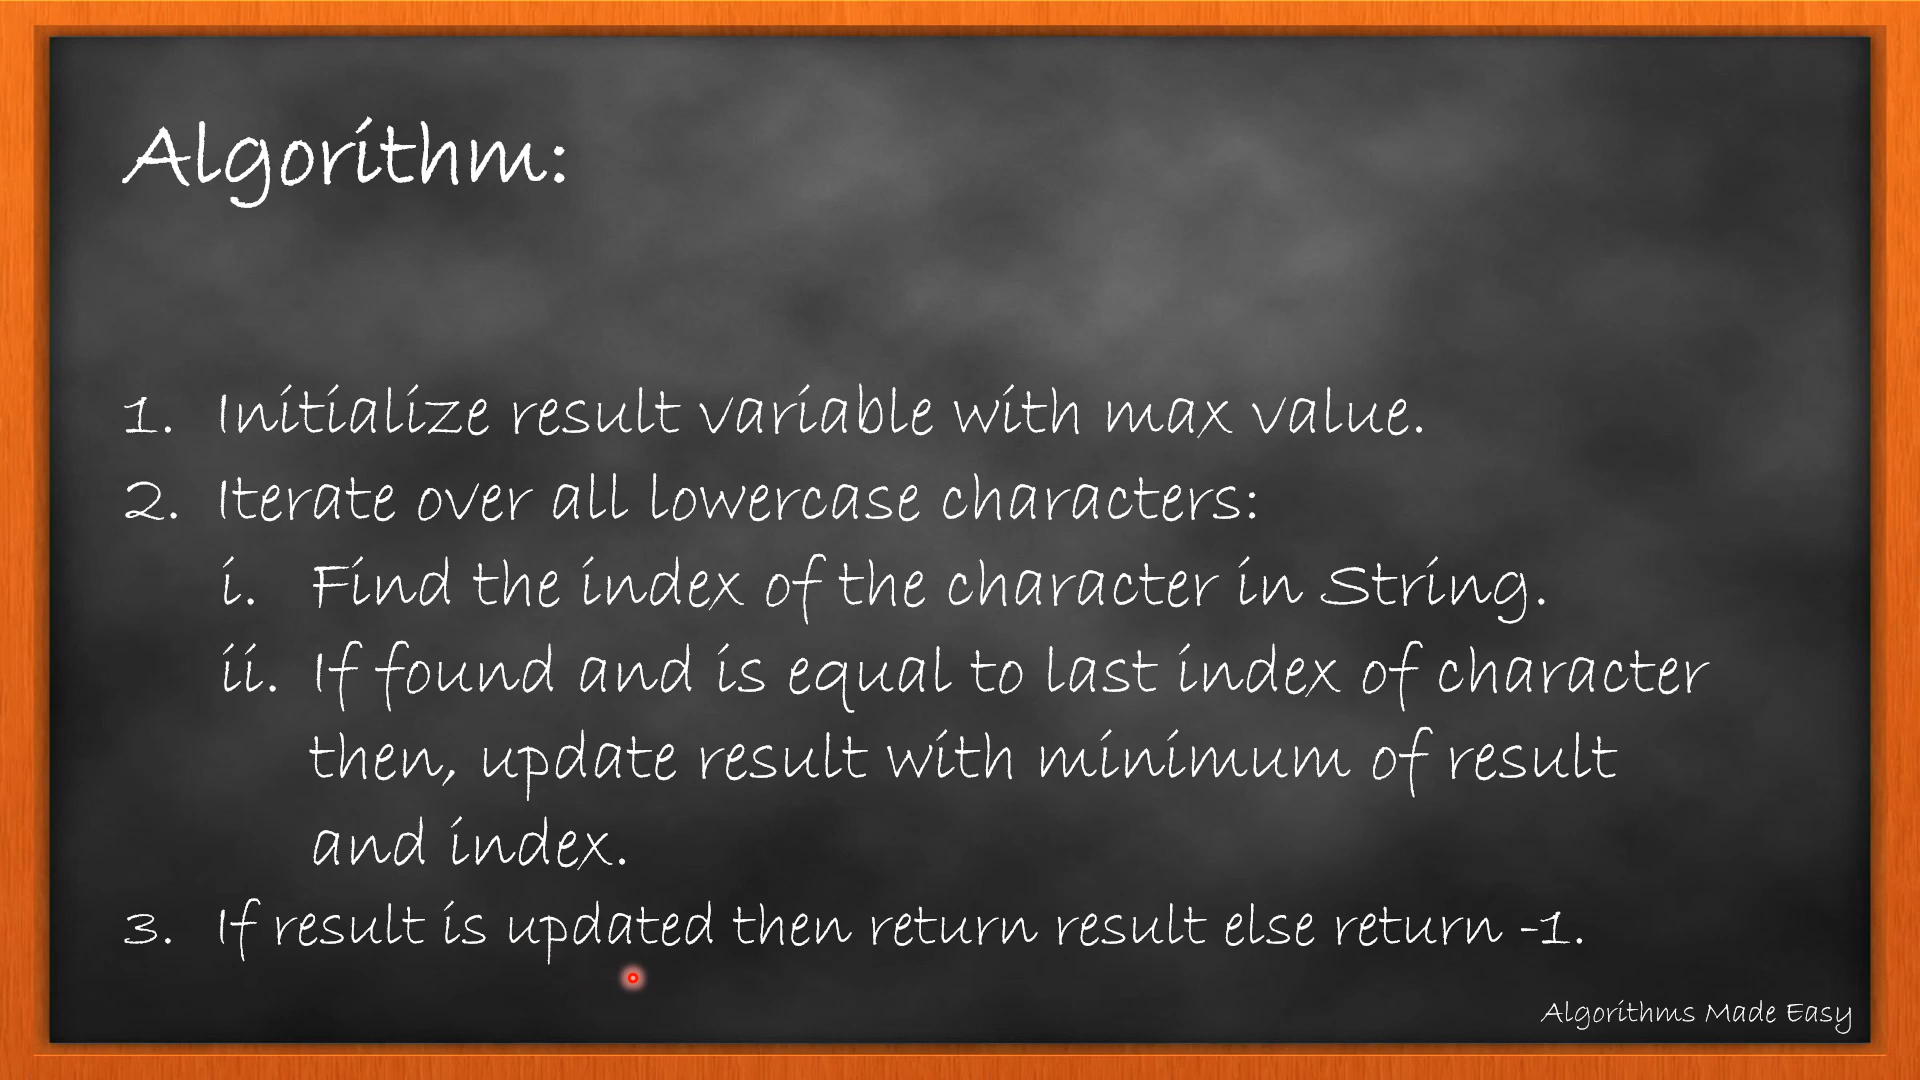 Algorithm:
1. Initialize result variable with max value.
2. Iterate over all lowercase characters:
i. Find the index of the character in String.
ii. If found and is equal to last index of character
then, update result with minimum of result
and index.
3. If result is updated then return result else return -1.
Algorithms Made Easy